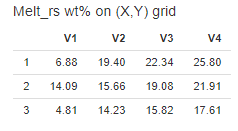 Melt_rs wt% on (X,Y) grid
V1 V2 V3 V4
1 6.88 19.40 22.34 25.80
2 14.09 15.66 19.08 21.91
3 4.81 14.23 15.82 17.61